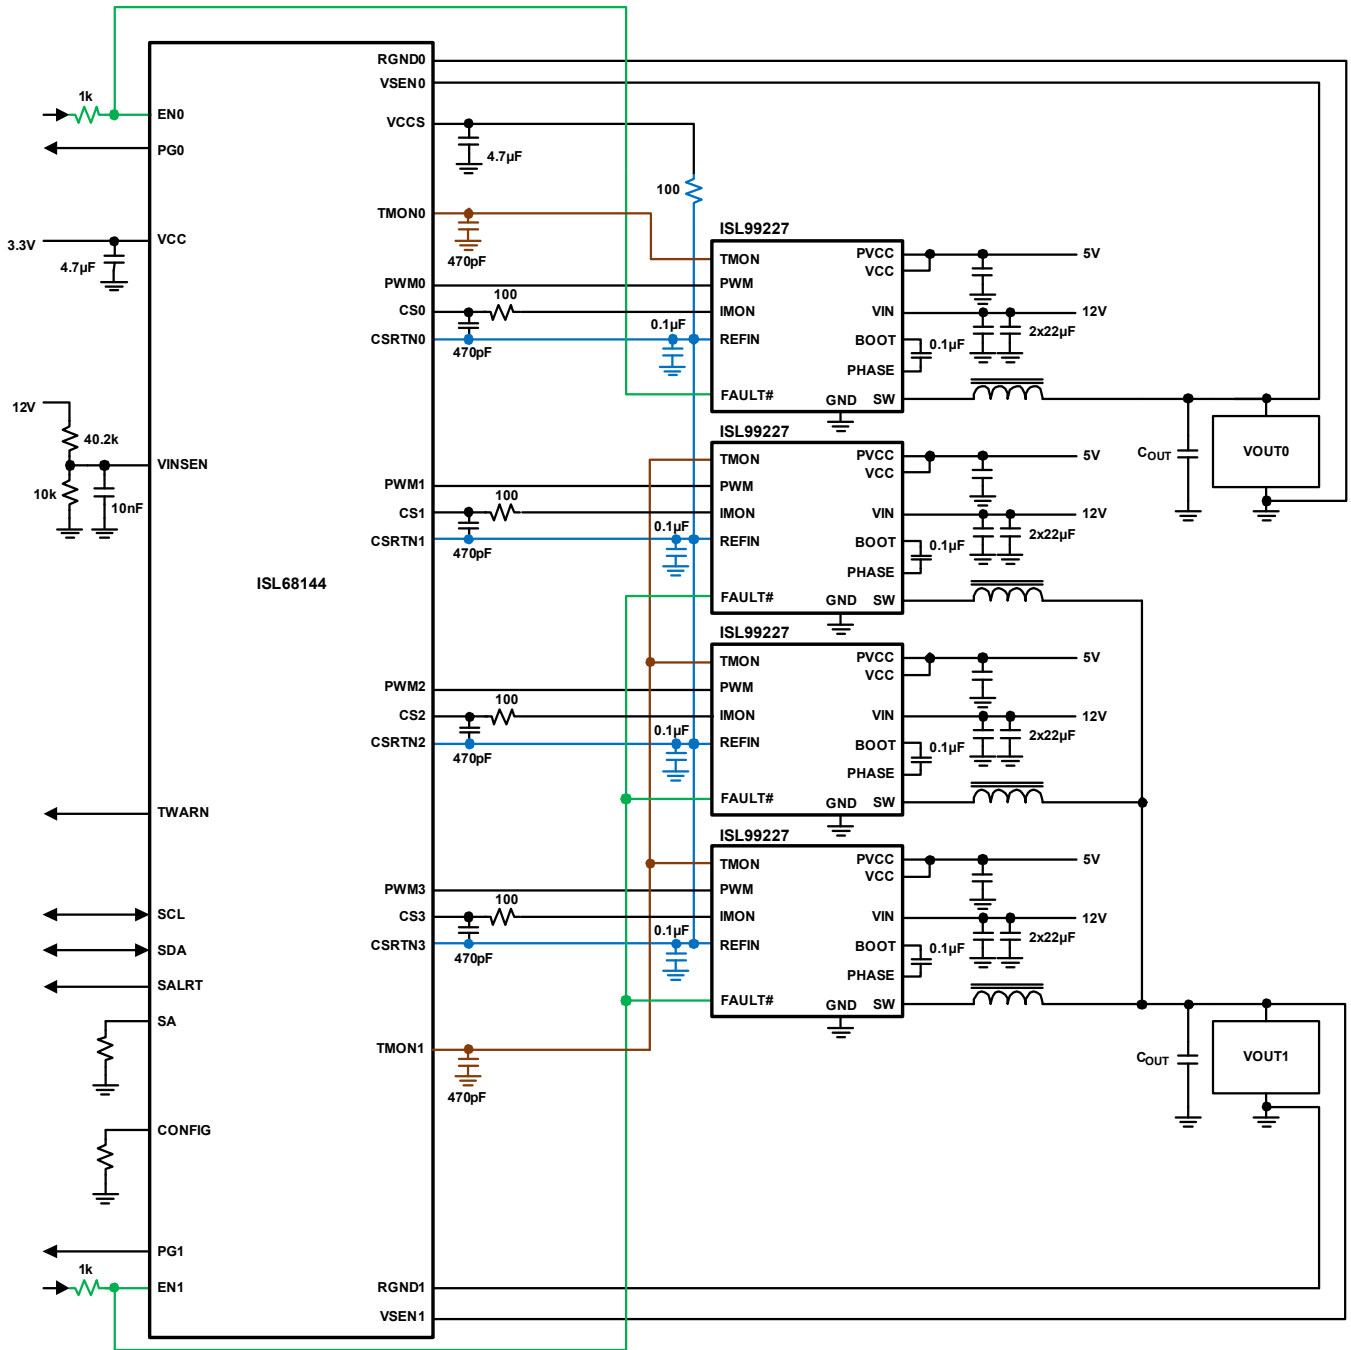 RGND0
VSEN0
1k
EN0
VCCS
PG0
4.7µF
100
TMON0
ISL99227
3.3V
VCC
470pF
TMON
PVCC
5V
4.7µF
VCC
PWM0
100
PWM
CS0
IMON
VIN
12V
0.1µF
2x22µF
CSRTN0
470pF
REFIN
BOOT
0.1µF
PHASE
FAULT#
GND
SW
12V
40.2k
ISL99227
VINSEN
TMON
PVCC
5V
COUT
VOUT0
VCC
10k
10nF
PWM1
100
PWM
CS1
IMON
VIN
12V
0.1µF
2x22µF
CSRTN1
470pF
REFIN
BOOT
0.1µF
PHASE
ISL68144
FAULT#
GND
SW
ISL99227
TMON
PVCC
5V
VCC
PWM2
100
PWM
CS2
IMON
VIN
12V
0.1µF
2x22µF
CSRTN2
470pF
REFIN
BOOT
0.1µF
PHASE
FAULT#
GND
SW
TWARN
ISL99227
TMON
PVCC
5V
VCC
PWM3
100
PWM
SCL
CS3
IMON
VIN
12V
0.1µF
2x22µF
CSRTN3
470pF
REFIN
BOOT
0.1µF
SDA
PHASE
SALRT
FAULT#
GND
SW
SA
TMON1
470pF
COUT
VOUT1
CONFIG
PG1
1k
EN1
RGND1
VSEN1